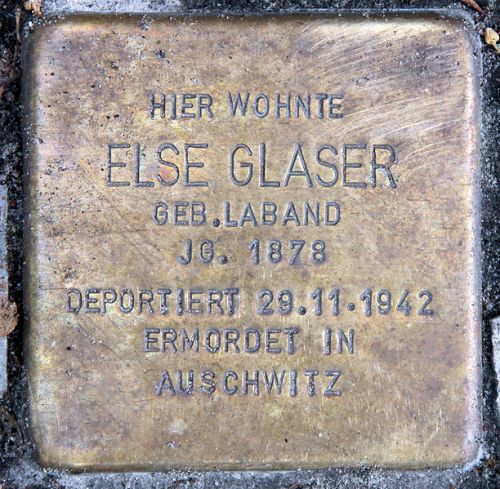 HIER WOHNTE
ELSE GLASER
GEB. LABAND
JG. 1878
DEPORTIERT 29.11.1942
ERMORDET IN
AUSCHWITZ